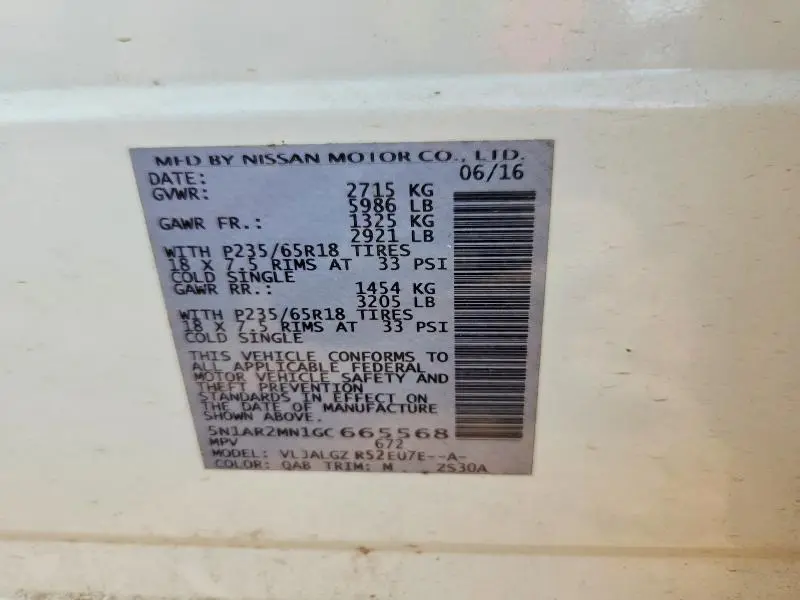 MFD BY NISSAN MOTOR CO., LTD.
DATE: 06/16
GVWR: 2715 KG
5986 LB
GAWR FR.: 1325 KG
2921 LB
WITH P235/65R18 TIRES
18 X 7.5 RIMS AT 33 PSI
COLD SINGLE
GAWR RR.: 1454 KG
3205 LB
WITH P235/65R18 TIRES
18 X 7.5 RIMS AT 33 PSI
COLD SINGLE
THIS VEHICLE CONFORMS TO
ALL APPLICABLE FEDERAL
MOTOR VEHICLE SAFETY AND
THEFT PREVENTION
STANDARDS IN EFFECT ON
THE DATE OF MANUFACTURE
SHOWN ABOVE.
5N1AR2MN1GC665568
MPV 672
MODEL: VLJALGZ R52EU7E--A-
COLOR: QAB TRIM: M ZS30A